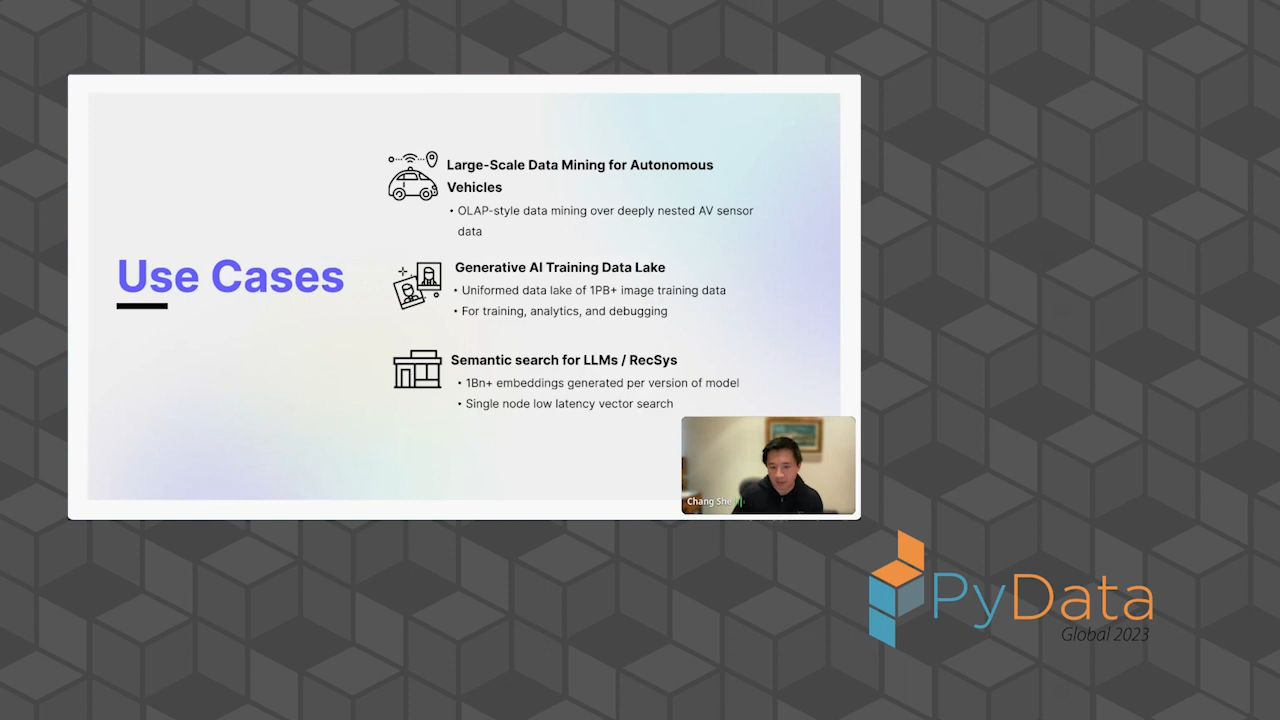 Use Cases
Large-Scale Data Mining for Autonomous
Vehicles
• OLAP-style data mining over deeply nested AV sensor
data
Generative AI Training Data Lake
• Uniformed data lake of 1PB+ image training data
• For training, analytics, and debugging
Semantic search for LLMs / RecSys
• 1Bn+ embeddings generated per version of model
• Single node low latency vector search
Chang She
PyData
Global 2023